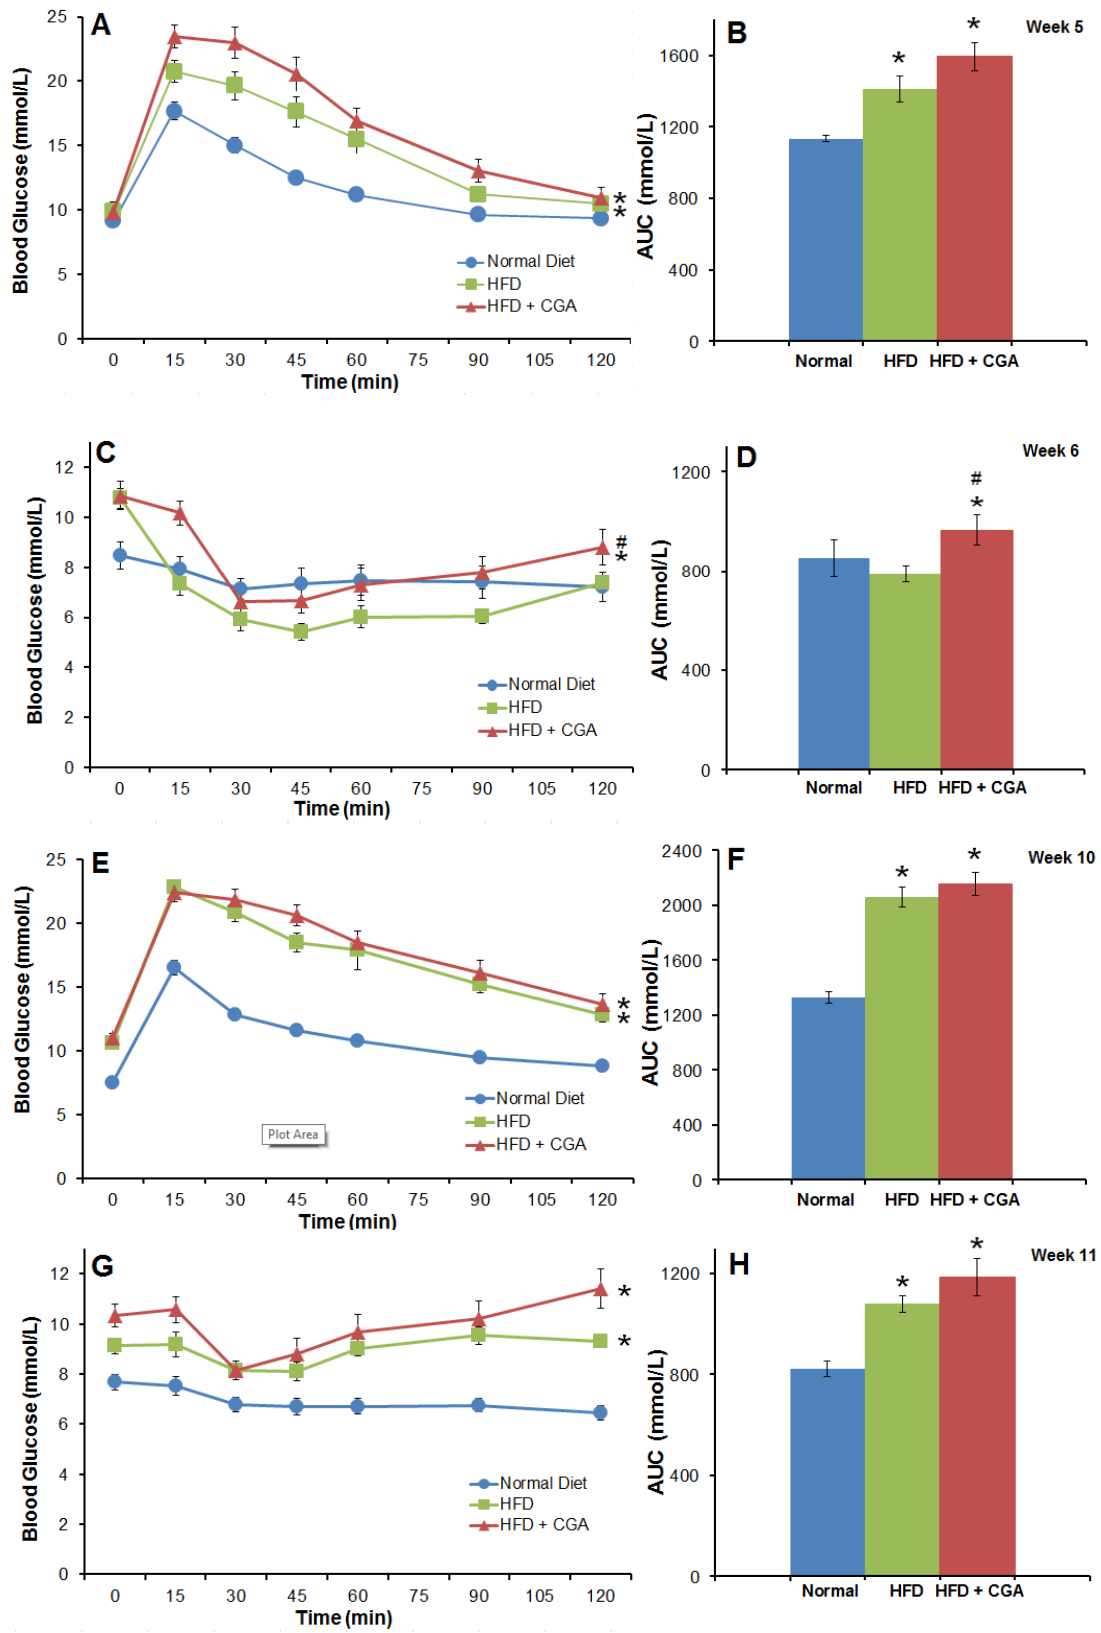 A
Blood Glucose (mmol/L)
25
20
15
10
5
0
*
*
Normal Diet
HFD
HFD + CGA
0 15 30 45 60 75 90 105 120
Time (min)
B
Week 5
AUC (mmol/L)
1600
1200
800
400
0
*
*
Normal HFD HFD + CGA
C
Blood Glucose (mmol/L)
12
10
8
6
4
2
0
#
*
Normal Diet
HFD
HFD + CGA
0 15 30 45 60 75 90 105 120
Time (min)
D
Week 6
AUC (mmol/L)
1200
800
400
0
#
*
Normal HFD HFD + CGA
E
Blood Glucose (mmol/L)
25
20
15
10
5
0
*
*
Normal Diet
HFD
HFD + CGA
Plot Area
0 15 30 45 60 75 90 105 120
Time (min)
F
Week 10
AUC (mmol/L)
2400
2000
1600
1200
800
400
0
*
*
Normal HFD HFD + CGA
G
Blood Glucose (mmol/L)
12
10
8
6
4
2
0
*
*
Normal Diet
HFD
HFD + CGA
0 15 30 45 60 75 90 105 120
Time (min)
H
Week 11
AUC (mmol/L)
1200
800
400
0
*
*
Normal HFD HFD + CGA